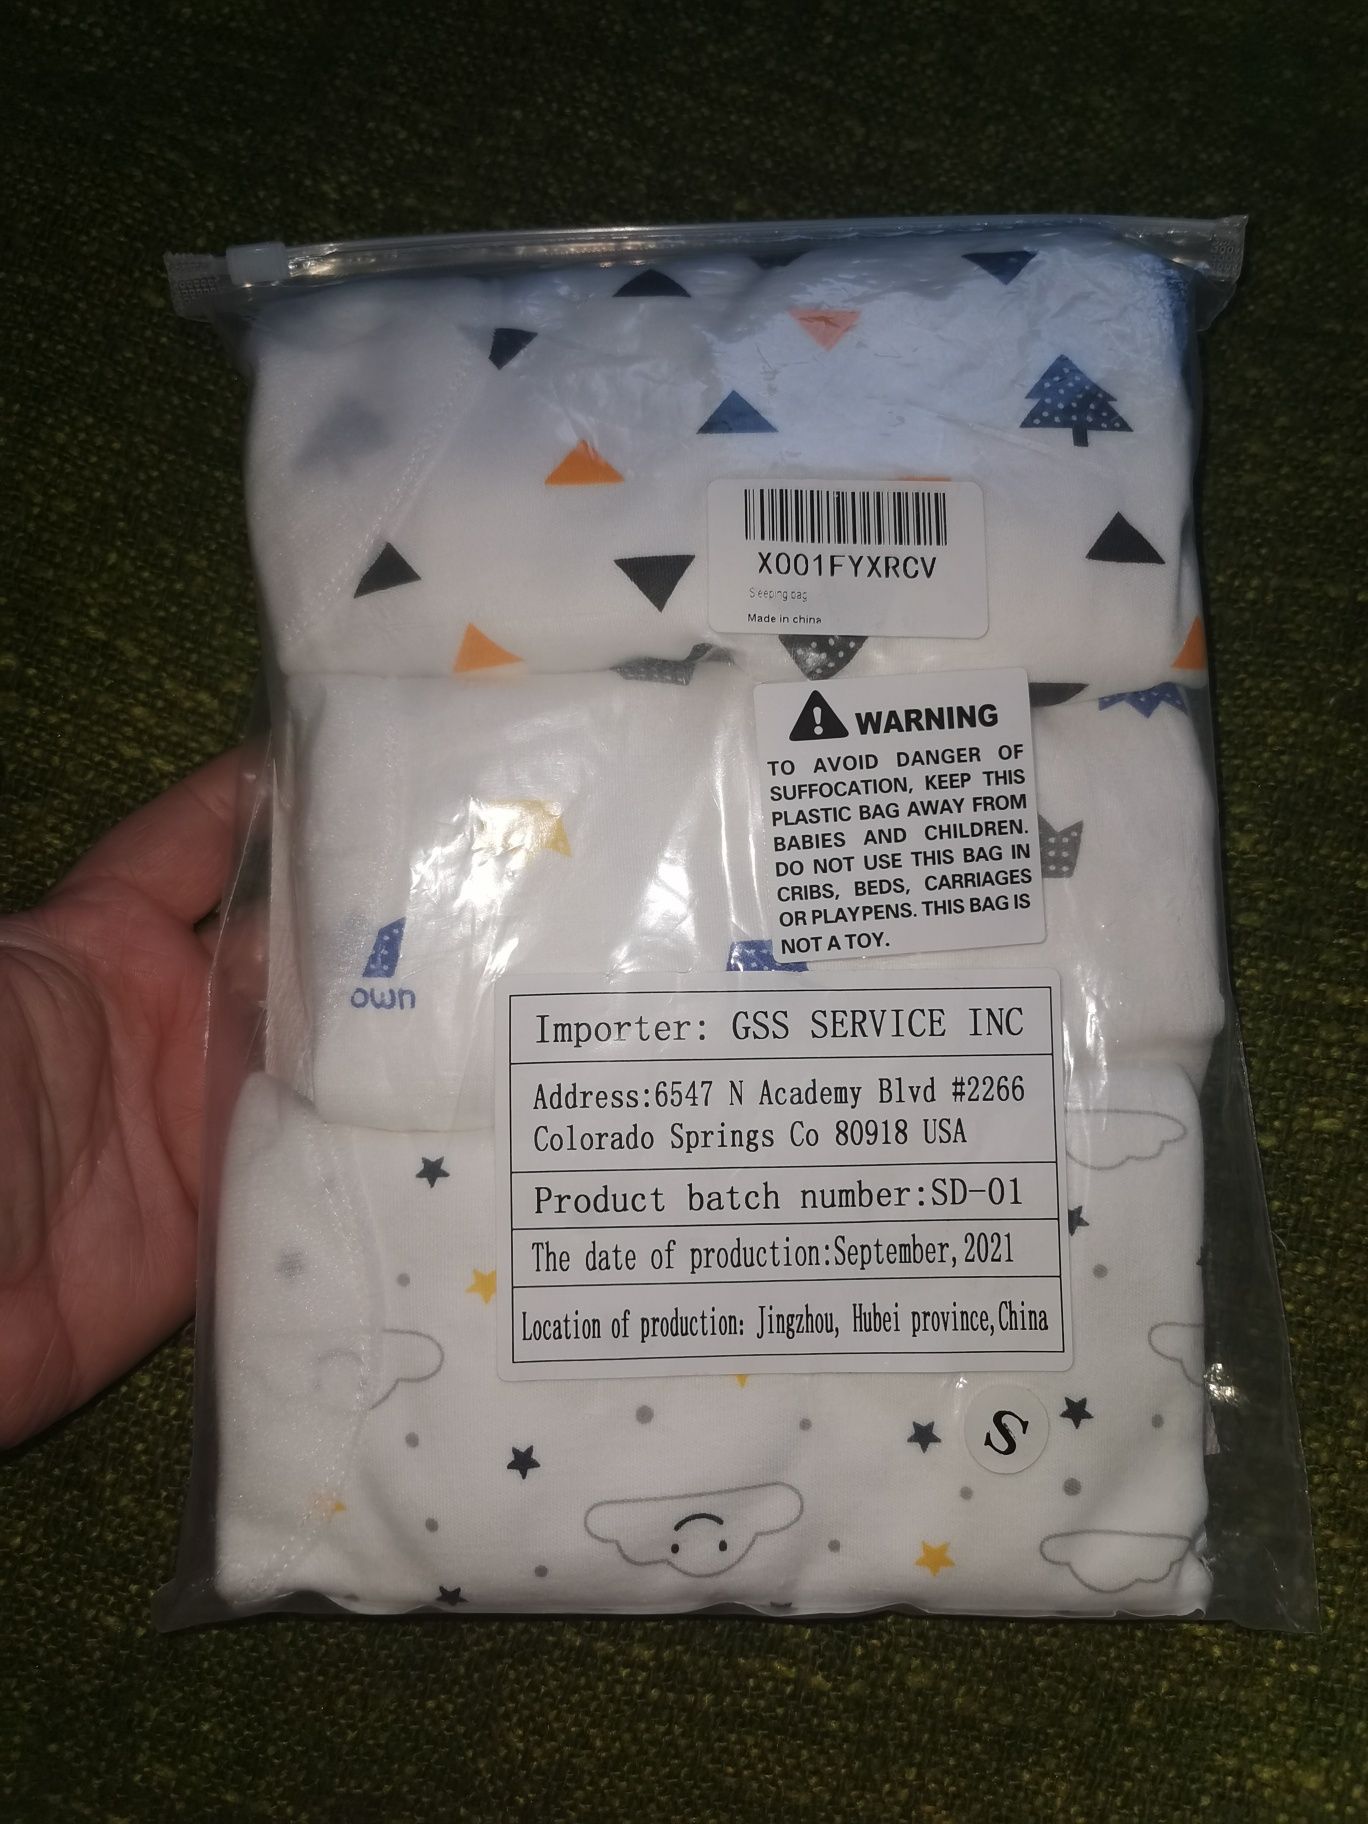 X001FYXRCV
Sleeping bag
Made in china
WARNING
TO AVOID DANGER OF
SUFFOCATION, KEEP THIS
PLASTIC BAG AWAY FROM
BABIES AND CHILDREN.
DO NOT USE THIS BAG IN
CRIBS, BEDS, CARRIAGES
OR PLAYPENS. THIS BAG IS
NOT A TOY.
own
Importer: GSS SERVICE INC
Address:6547 N Academy Blvd #2266
Colorado Springs Co 80918 USA
Product batch number:SD-01
The date of production:September,2021
Location of production: Jingzhou, Hubei province,China
S